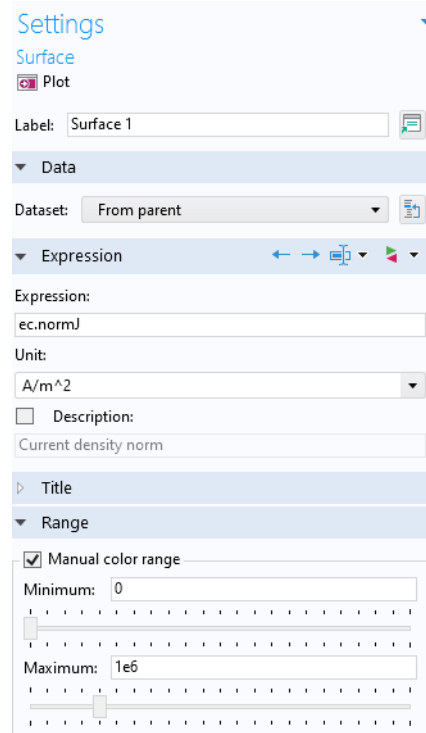 Settings
Surface
Plot
Label: Surface 1
Data
Dataset: From parent
Expression
Expression:
ec.normJ
Unit:
A/m^2
Description:
Current density norm
Title
Range
Manual color range
Minimum: 0
Maximum: 1e6